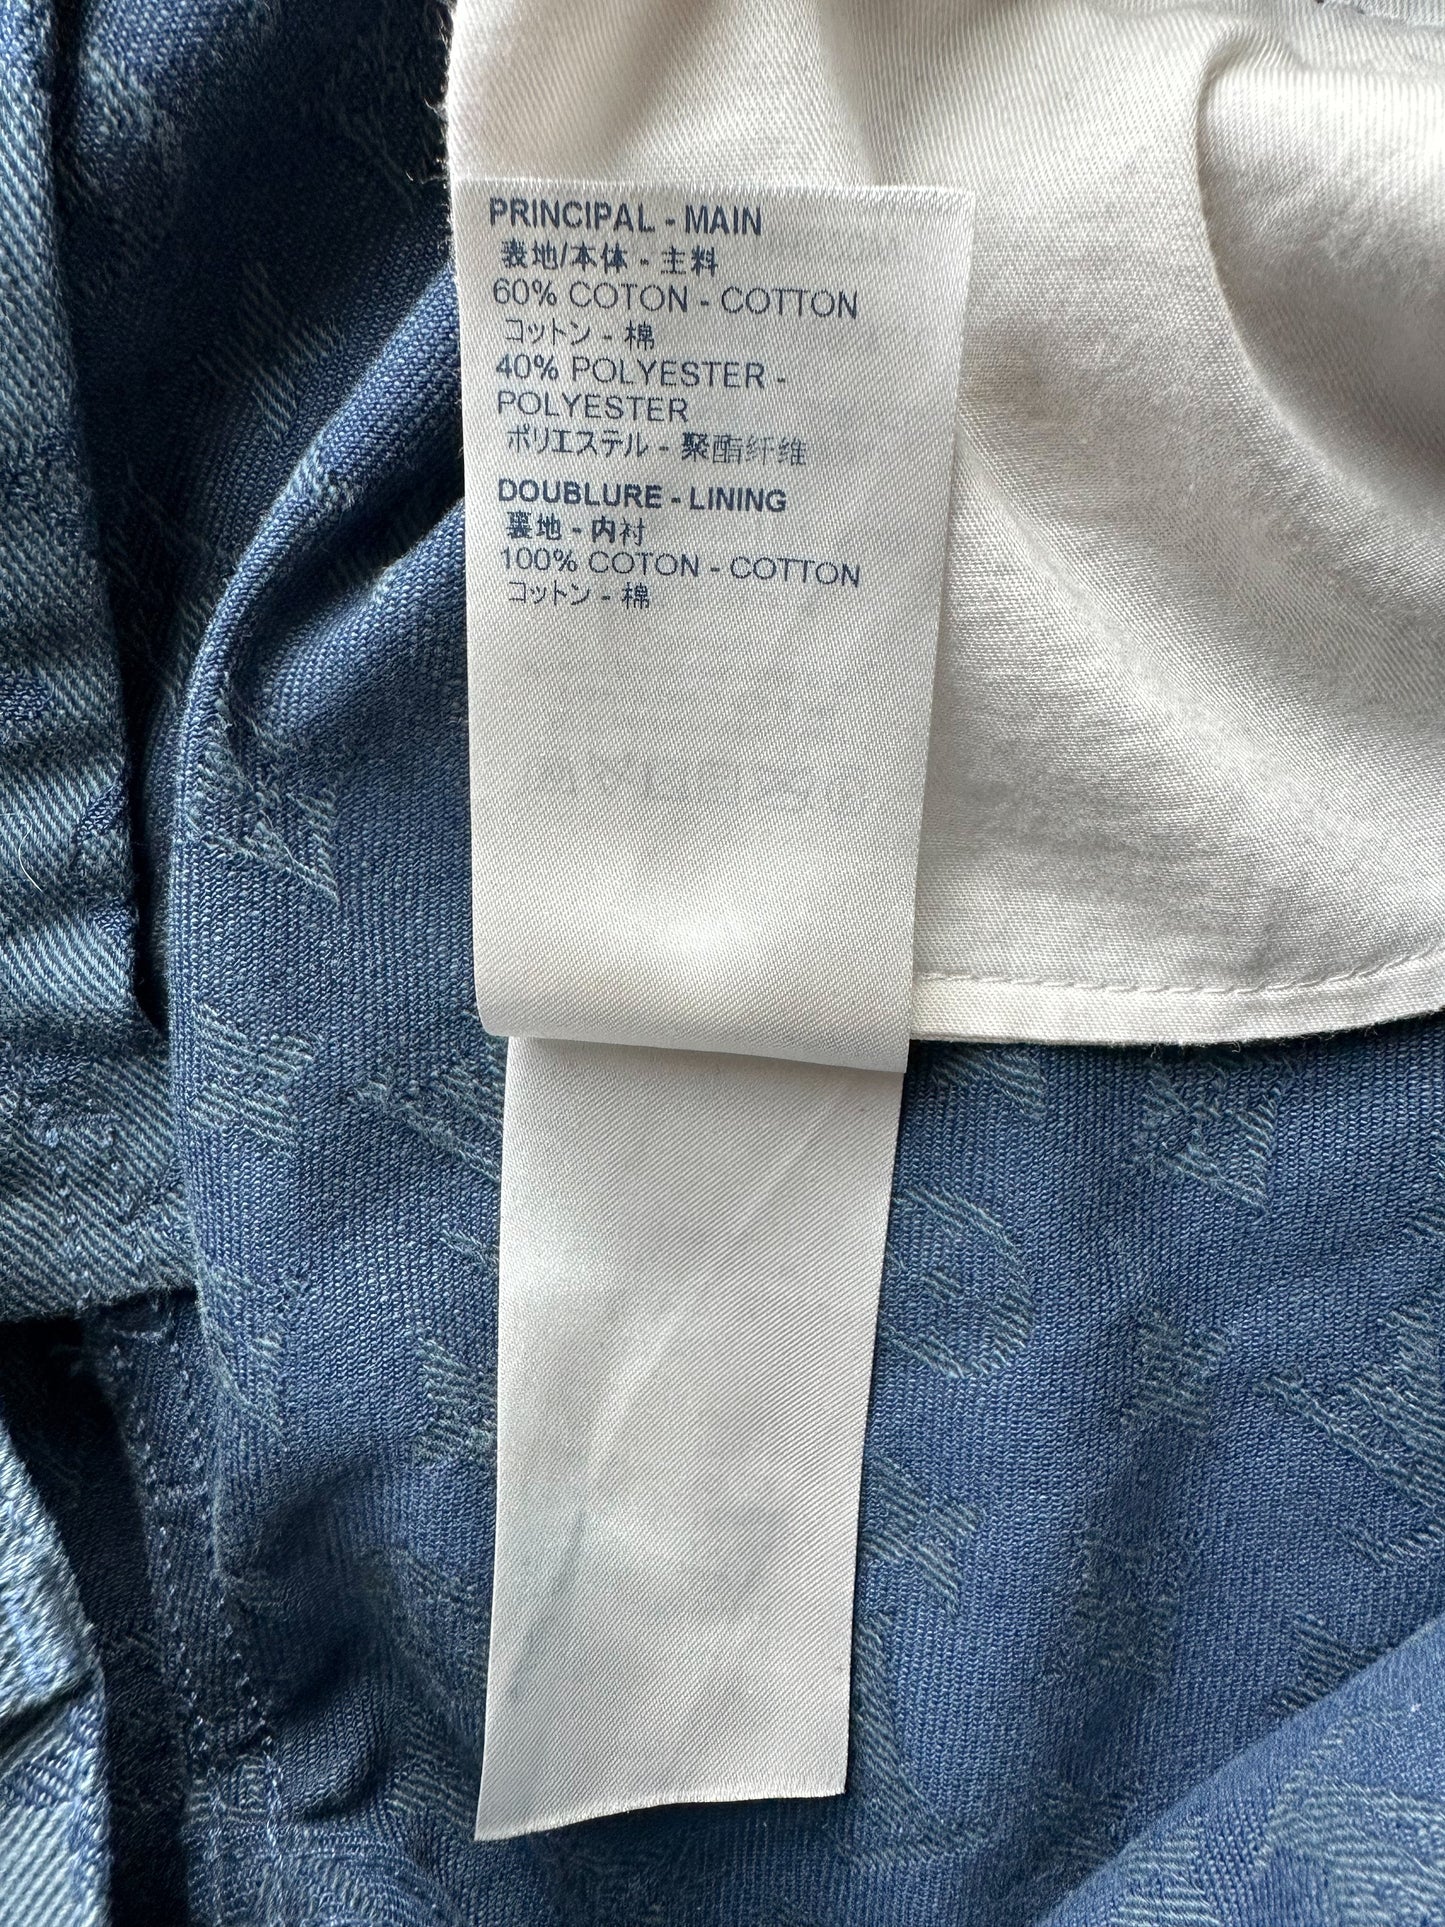 PRINCIPAL - MAIN
表地/本体 - 主料
60% COTON - COTTON
コットン - 棉
40% POLYESTER -
POLYESTER
ポリエステル - 聚酯纤维
DOUBLURE - LINING
裏地 - 内衬
100% COTON - COTTON
コットン - 棉